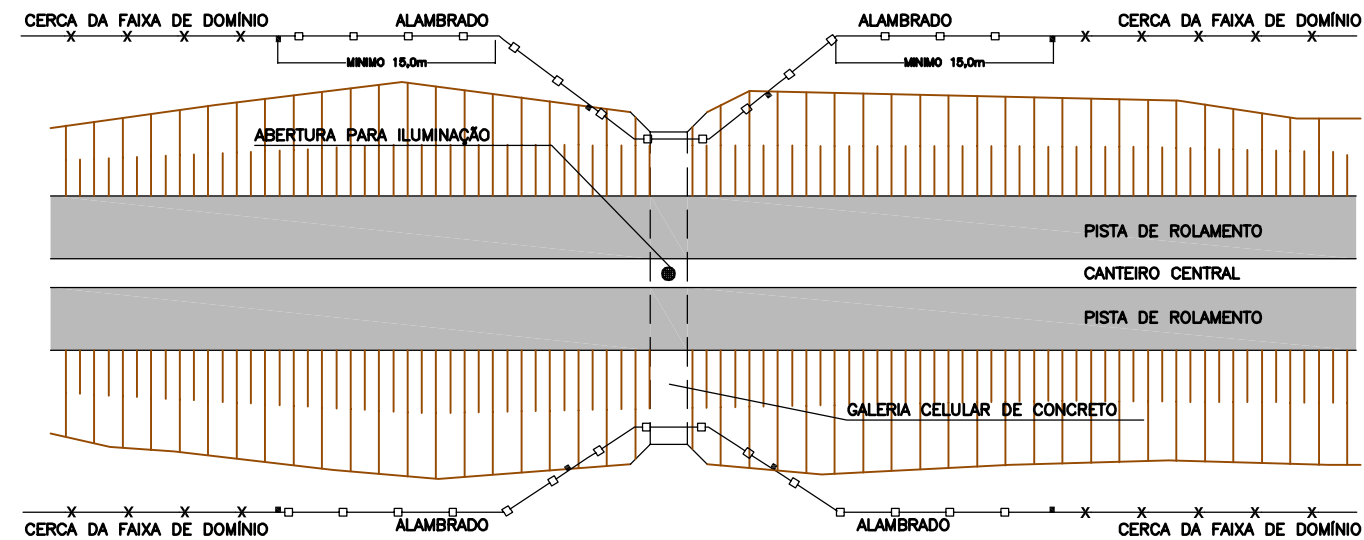 CERCA DA FAIXA DE DOMÍNIO
ALAMBRADO
ALAMBRADO
CERCA DA FAIXA DE DOMÍNIO
MINIMO 15,0m
MINIMO 15,0m
ABERTURA PARA ILUMINAÇÃO
PISTA DE ROLAMENTO
CANTEIRO CENTRAL
PISTA DE ROLAMENTO
GALERIA CELULAR DE CONCRETO
CERCA DA FAIXA DE DOMÍNIO
ALAMBRADO
ALAMBRADO
CERCA DA FAIXA DE DOMÍNIO